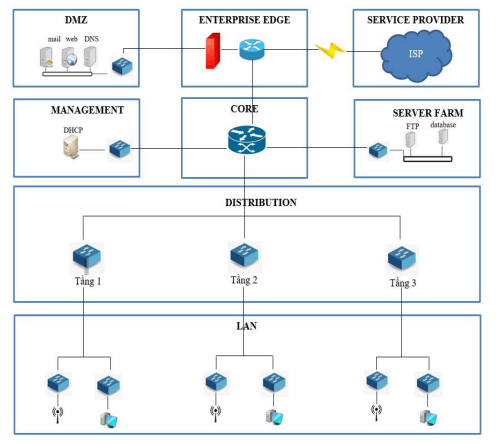 DMZ
mail web DNS
ENTERPRISE EDGE
SERVICE PROVIDER
ISP
MANAGEMENT
DHCP
CORE
SERVER FARM
FTP database
DISTRIBUTION
Tầng 1
Tầng 2
Tầng 3
LAN